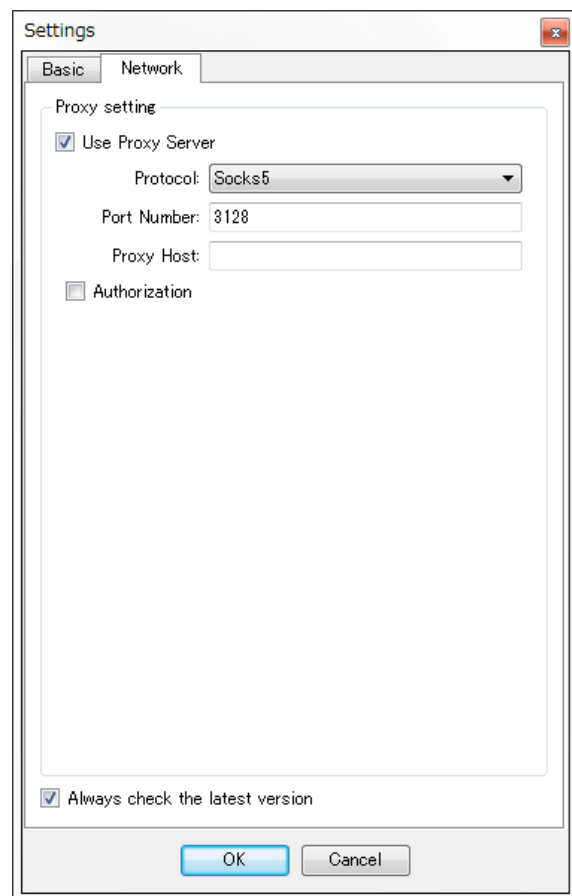 Settings
Basic Network
Proxy setting
Use Proxy Server
Protocol: Socks5
Port Number: 3128
Proxy Host:
Authorization
Always check the latest version
OK Cancel